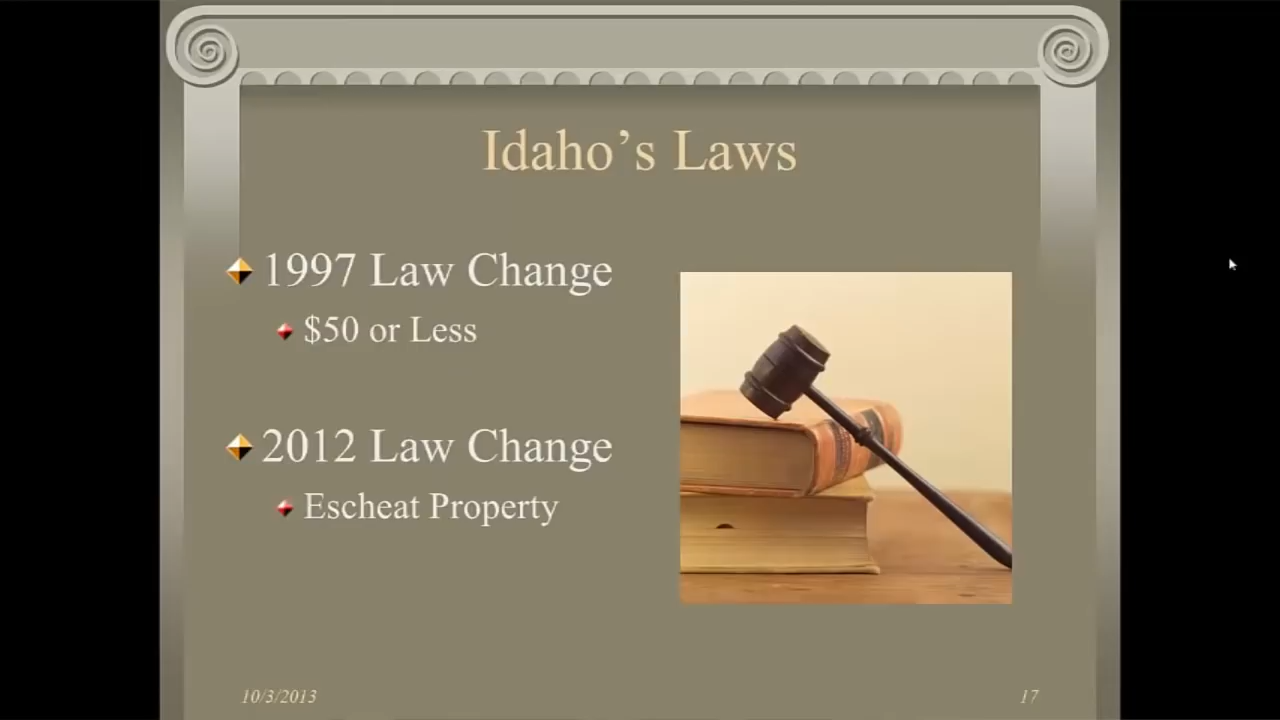 Idaho’s Laws
1997 Law Change
$50 or Less
2012 Law Change
Escheat Property
10/3/2013
17